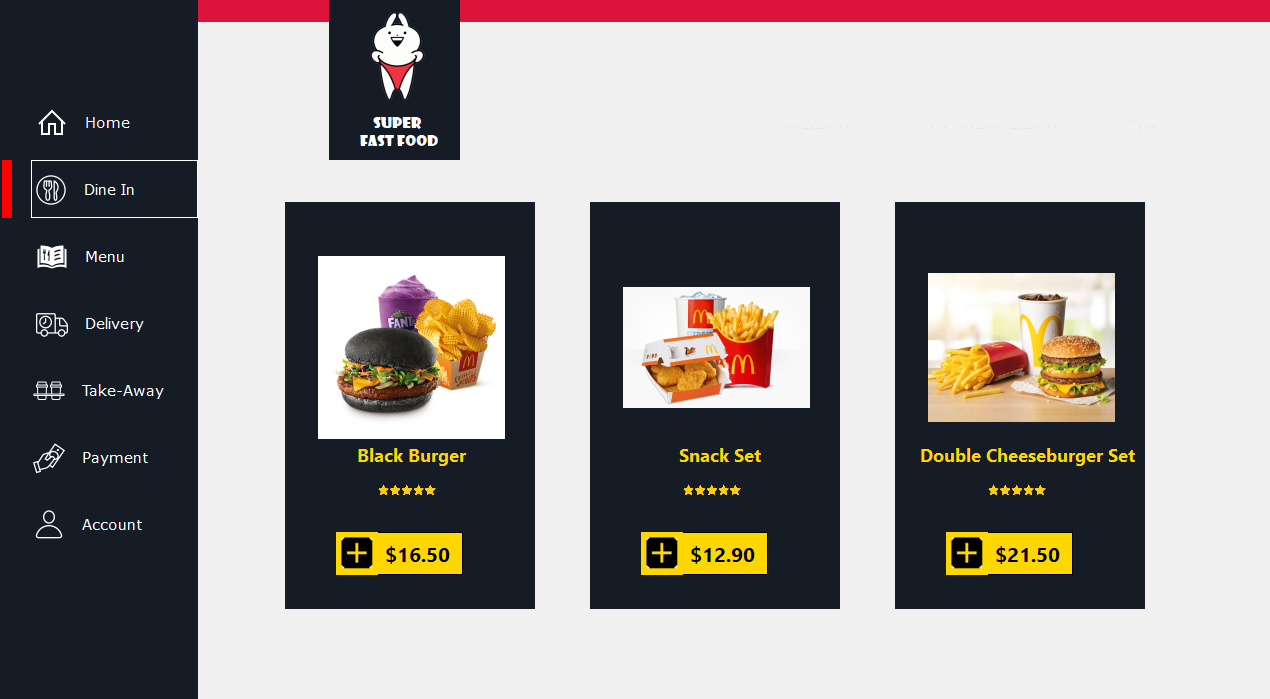 SUPER
FAST FOOD
Home
Dine In
Menu
Delivery
Take-Away
Payment
Account
FANTA
Black Burger
$16.50
Snack Set
$12.90
Double Cheeseburger Set
$21.50